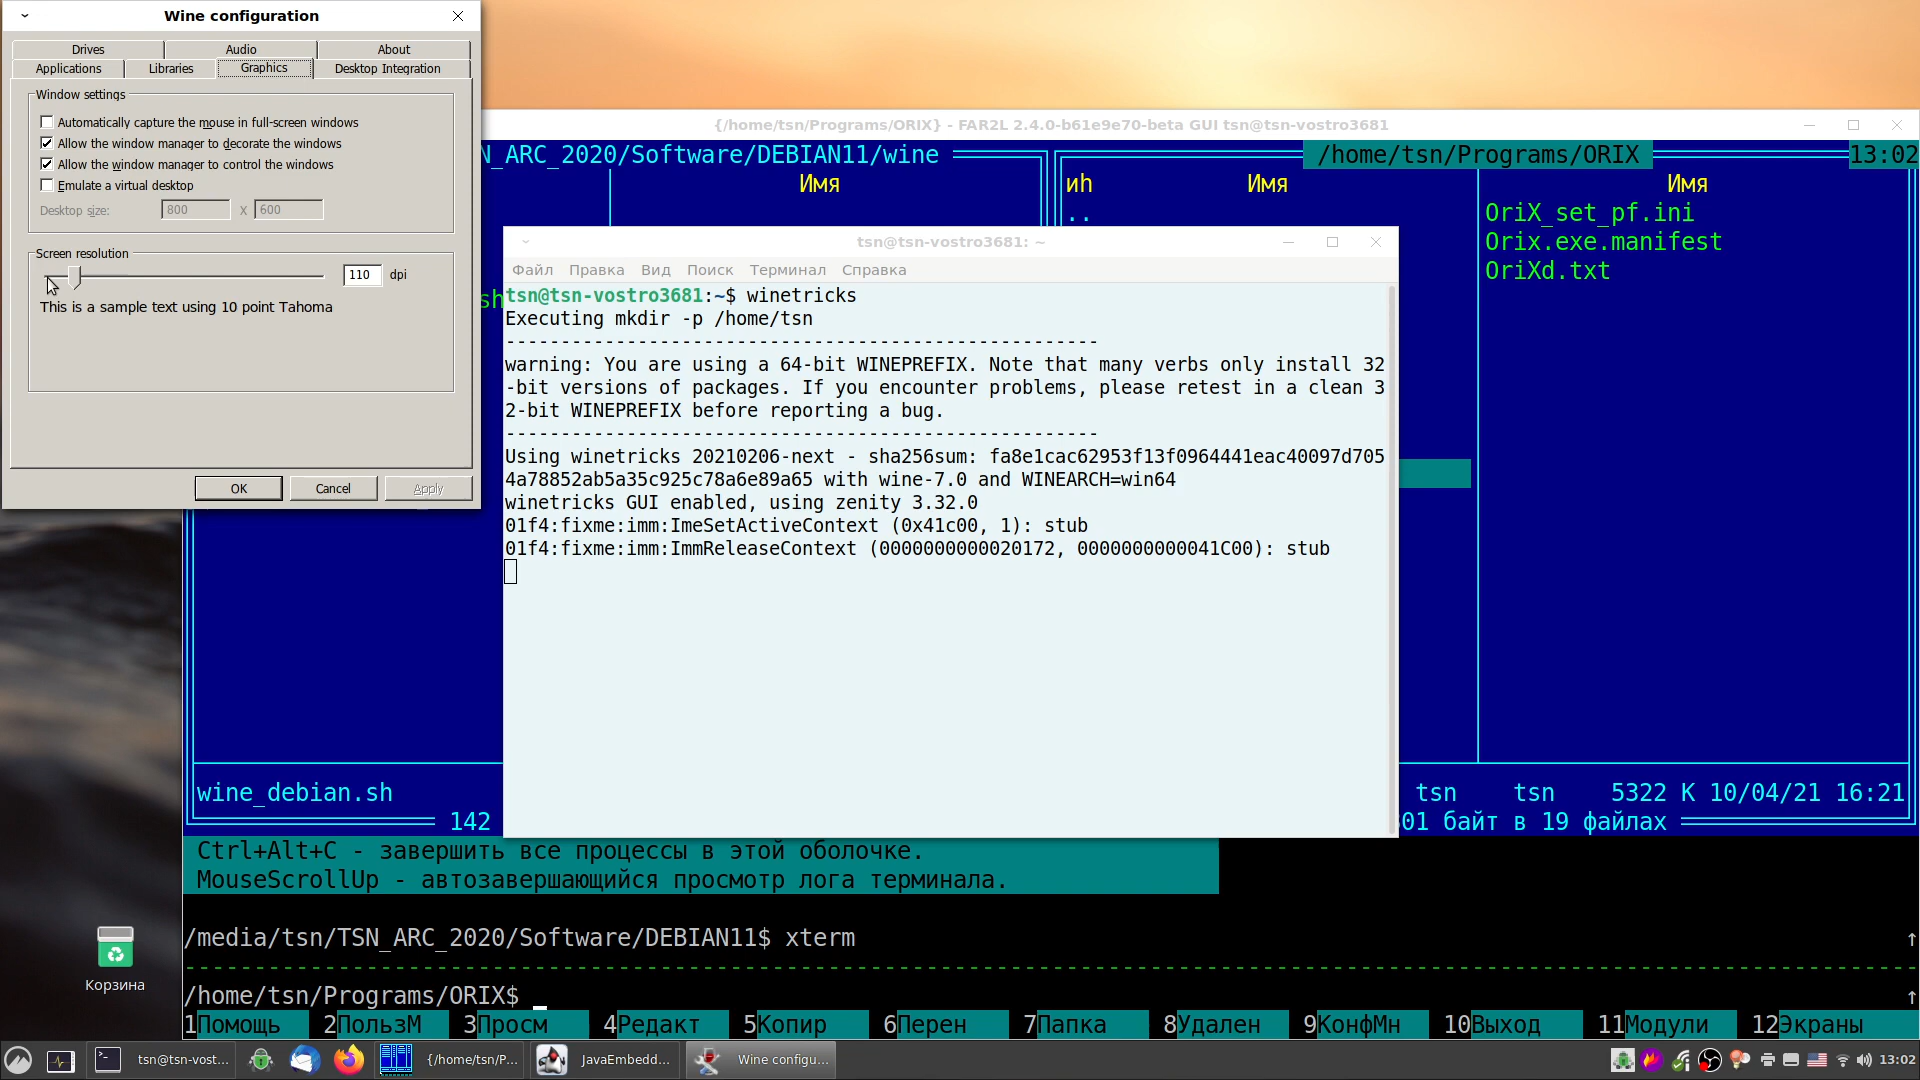 Wine configuration
Drives
Audio
About
Applications
Libraries
Graphics
Desktop Integration
Window settings
Automatically capture the mouse in full-screen windows
Allow the window manager to decorate the windows
Allow the window manager to control the windows
Emulate a virtual desktop
Desktop size:
800
X
600
Screen resolution
110
dpi
This is a sample text using 10 point Tahoma
OK
Cancel
Apply
{/home/tsn/Programs/ORIX} - FAR2L 2.4.0-b61e9e70-beta GUI tsn@tsn-vostro3681
N_ARC_2020/Software/DEBIAN11/wine
/home/tsn/Programs/ORIX
13:02
Имя
иh
Имя
Имя
..
OriX_set_pf.ini
Orix.exe.manifest
OriXd.txt
sh
tsn@tsn-vostro3681: ~
Файл Правка Вид Поиск Терминал Справка
tsn@tsn-vostro3681:~$ winetricks
Executing mkdir -p /home/tsn
------------------------------------------------------
warning: You are using a 64-bit WINEPREFIX. Note that many verbs only install 32
-bit versions of packages. If you encounter problems, please retest in a clean 3
2-bit WINEPREFIX before reporting a bug.
------------------------------------------------------
Using winetricks 20210206-next - sha256sum: fa8e1cac62953f13f0964441eac40097d705
4a78852ab5a35c925c78a6e89a65 with wine-7.0 and WINEARCH=win64
winetricks GUI enabled, using zenity 3.32.0
01f4:fixme:imm:ImeSetActiveContext (0x41c00, 1): stub
01f4:fixme:imm:ImmReleaseContext (0000000000020172, 0000000000041C00): stub
wine_debian.sh
tsn tsn 5322 K 10/04/21 16:21
142
01 байт в 19 файлах
Ctrl+Alt+C - завершить все процессы в этой оболочке.
MouseScrollUp - автозавершающийся просмотр лога терминала.
/media/tsn/TSN_ARC_2020/Software/DEBIAN11$ xterm
/home/tsn/Programs/ORIX$
1Помощь 2ПользМ 3Просм 4Редакт 5Копир 6Перен 7Папка 8Удален 9КонфМн 10Выход 11Модули 12Экраны
Корзина
tsn@tsn-vost...
{/home/tsn/P...
JavaEmbedd...
Wine configu...
13:02